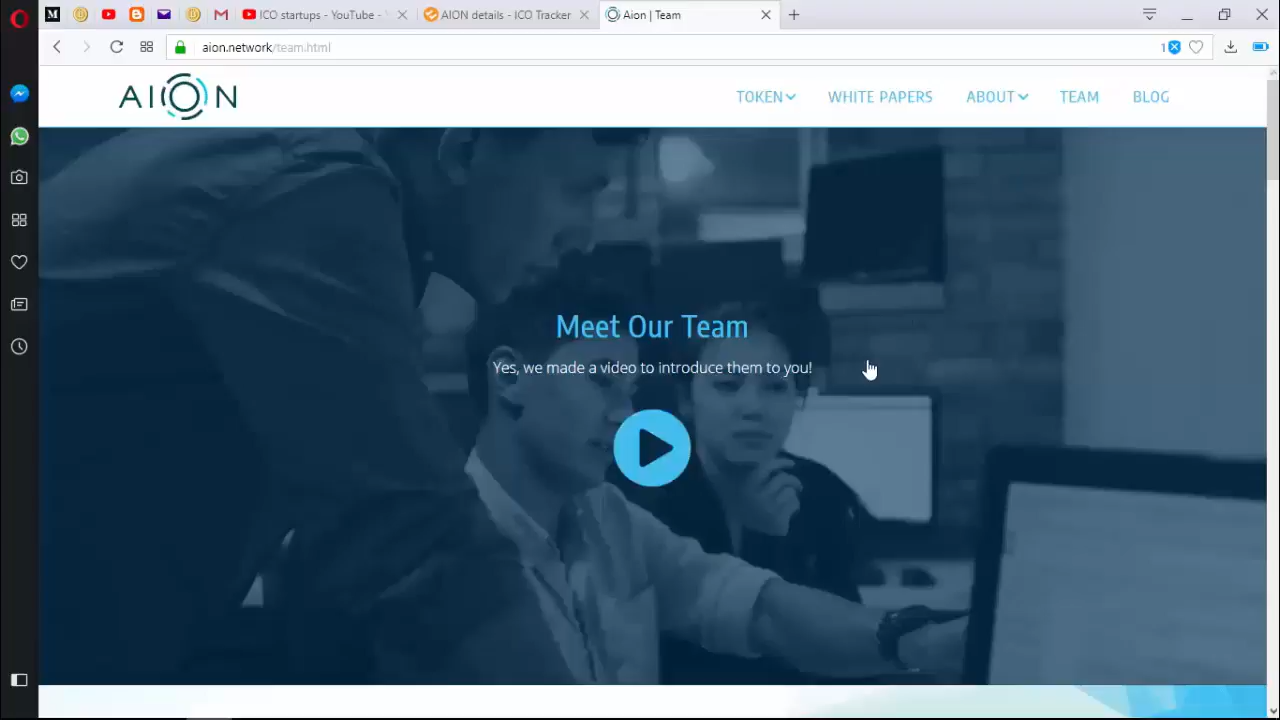 ICO startups - YouTube -
AION details - ICO Tracker
Aion | Team
aion.network/team.html
1
AION
TOKEN
WHITE PAPERS
ABOUT
TEAM
BLOG
Meet Our Team
Yes, we made a video to introduce them to you!